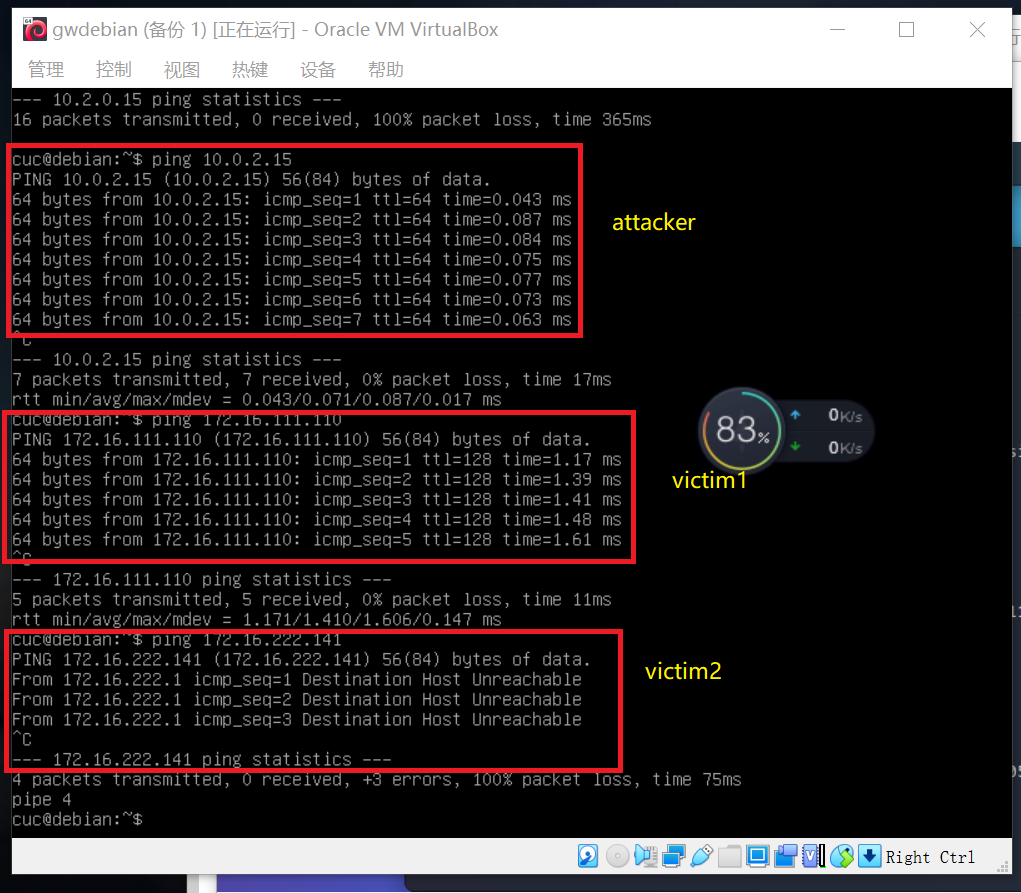 gwdebian (备份 1) [正在运行] - Oracle VM VirtualBox
管理 控制 视图 热键 设备 帮助
--- 10.2.0.15 ping statistics ---
16 packets transmitted, 0 received, 100% packet loss, time 365ms
cuc@debian:~$ ping 10.0.2.15
PING 10.0.2.15 (10.0.2.15) 56(84) bytes of data.
64 bytes from 10.0.2.15: icmp_seq=1 ttl=64 time=0.043 ms
64 bytes from 10.0.2.15: icmp_seq=2 ttl=64 time=0.087 ms
attacker
64 bytes from 10.0.2.15: icmp_seq=3 ttl=64 time=0.084 ms
64 bytes from 10.0.2.15: icmp_seq=4 ttl=64 time=0.075 ms
64 bytes from 10.0.2.15: icmp_seq=5 ttl=64 time=0.077 ms
64 bytes from 10.0.2.15: icmp_seq=6 ttl=64 time=0.073 ms
64 bytes from 10.0.2.15: icmp_seq=7 ttl=64 time=0.063 ms
^C
--- 10.0.2.15 ping statistics ---
7 packets transmitted, 7 received, 0% packet loss, time 17ms
rtt min/avg/max/mdev = 0.043/0.071/0.087/0.017 ms
cuc@debian:~$ ping 172.16.111.110
PING 172.16.111.110 (172.16.111.110) 56(84) bytes of data.
83%
0K/s
0K/s
64 bytes from 172.16.111.110: icmp_seq=1 ttl=128 time=1.17 ms
64 bytes from 172.16.111.110: icmp_seq=2 ttl=128 time=1.39 ms
victim1
64 bytes from 172.16.111.110: icmp_seq=3 ttl=128 time=1.41 ms
64 bytes from 172.16.111.110: icmp_seq=4 ttl=128 time=1.48 ms
64 bytes from 172.16.111.110: icmp_seq=5 ttl=128 time=1.61 ms
^C
--- 172.16.111.110 ping statistics ---
5 packets transmitted, 5 received, 0% packet loss, time 11ms
rtt min/avg/max/mdev = 1.171/1.410/1.606/0.147 ms
cuc@debian:~$ ping 172.16.222.141
PING 172.16.222.141 (172.16.222.141) 56(84) bytes of data.
victim2
From 172.16.222.1 icmp_seq=1 Destination Host Unreachable
From 172.16.222.1 icmp_seq=2 Destination Host Unreachable
From 172.16.222.1 icmp_seq=3 Destination Host Unreachable
^C
--- 172.16.222.141 ping statistics ---
4 packets transmitted, 0 received, +3 errors, 100% packet loss, time 75ms
pipe 4
cuc@debian:~$
Right Ctrl